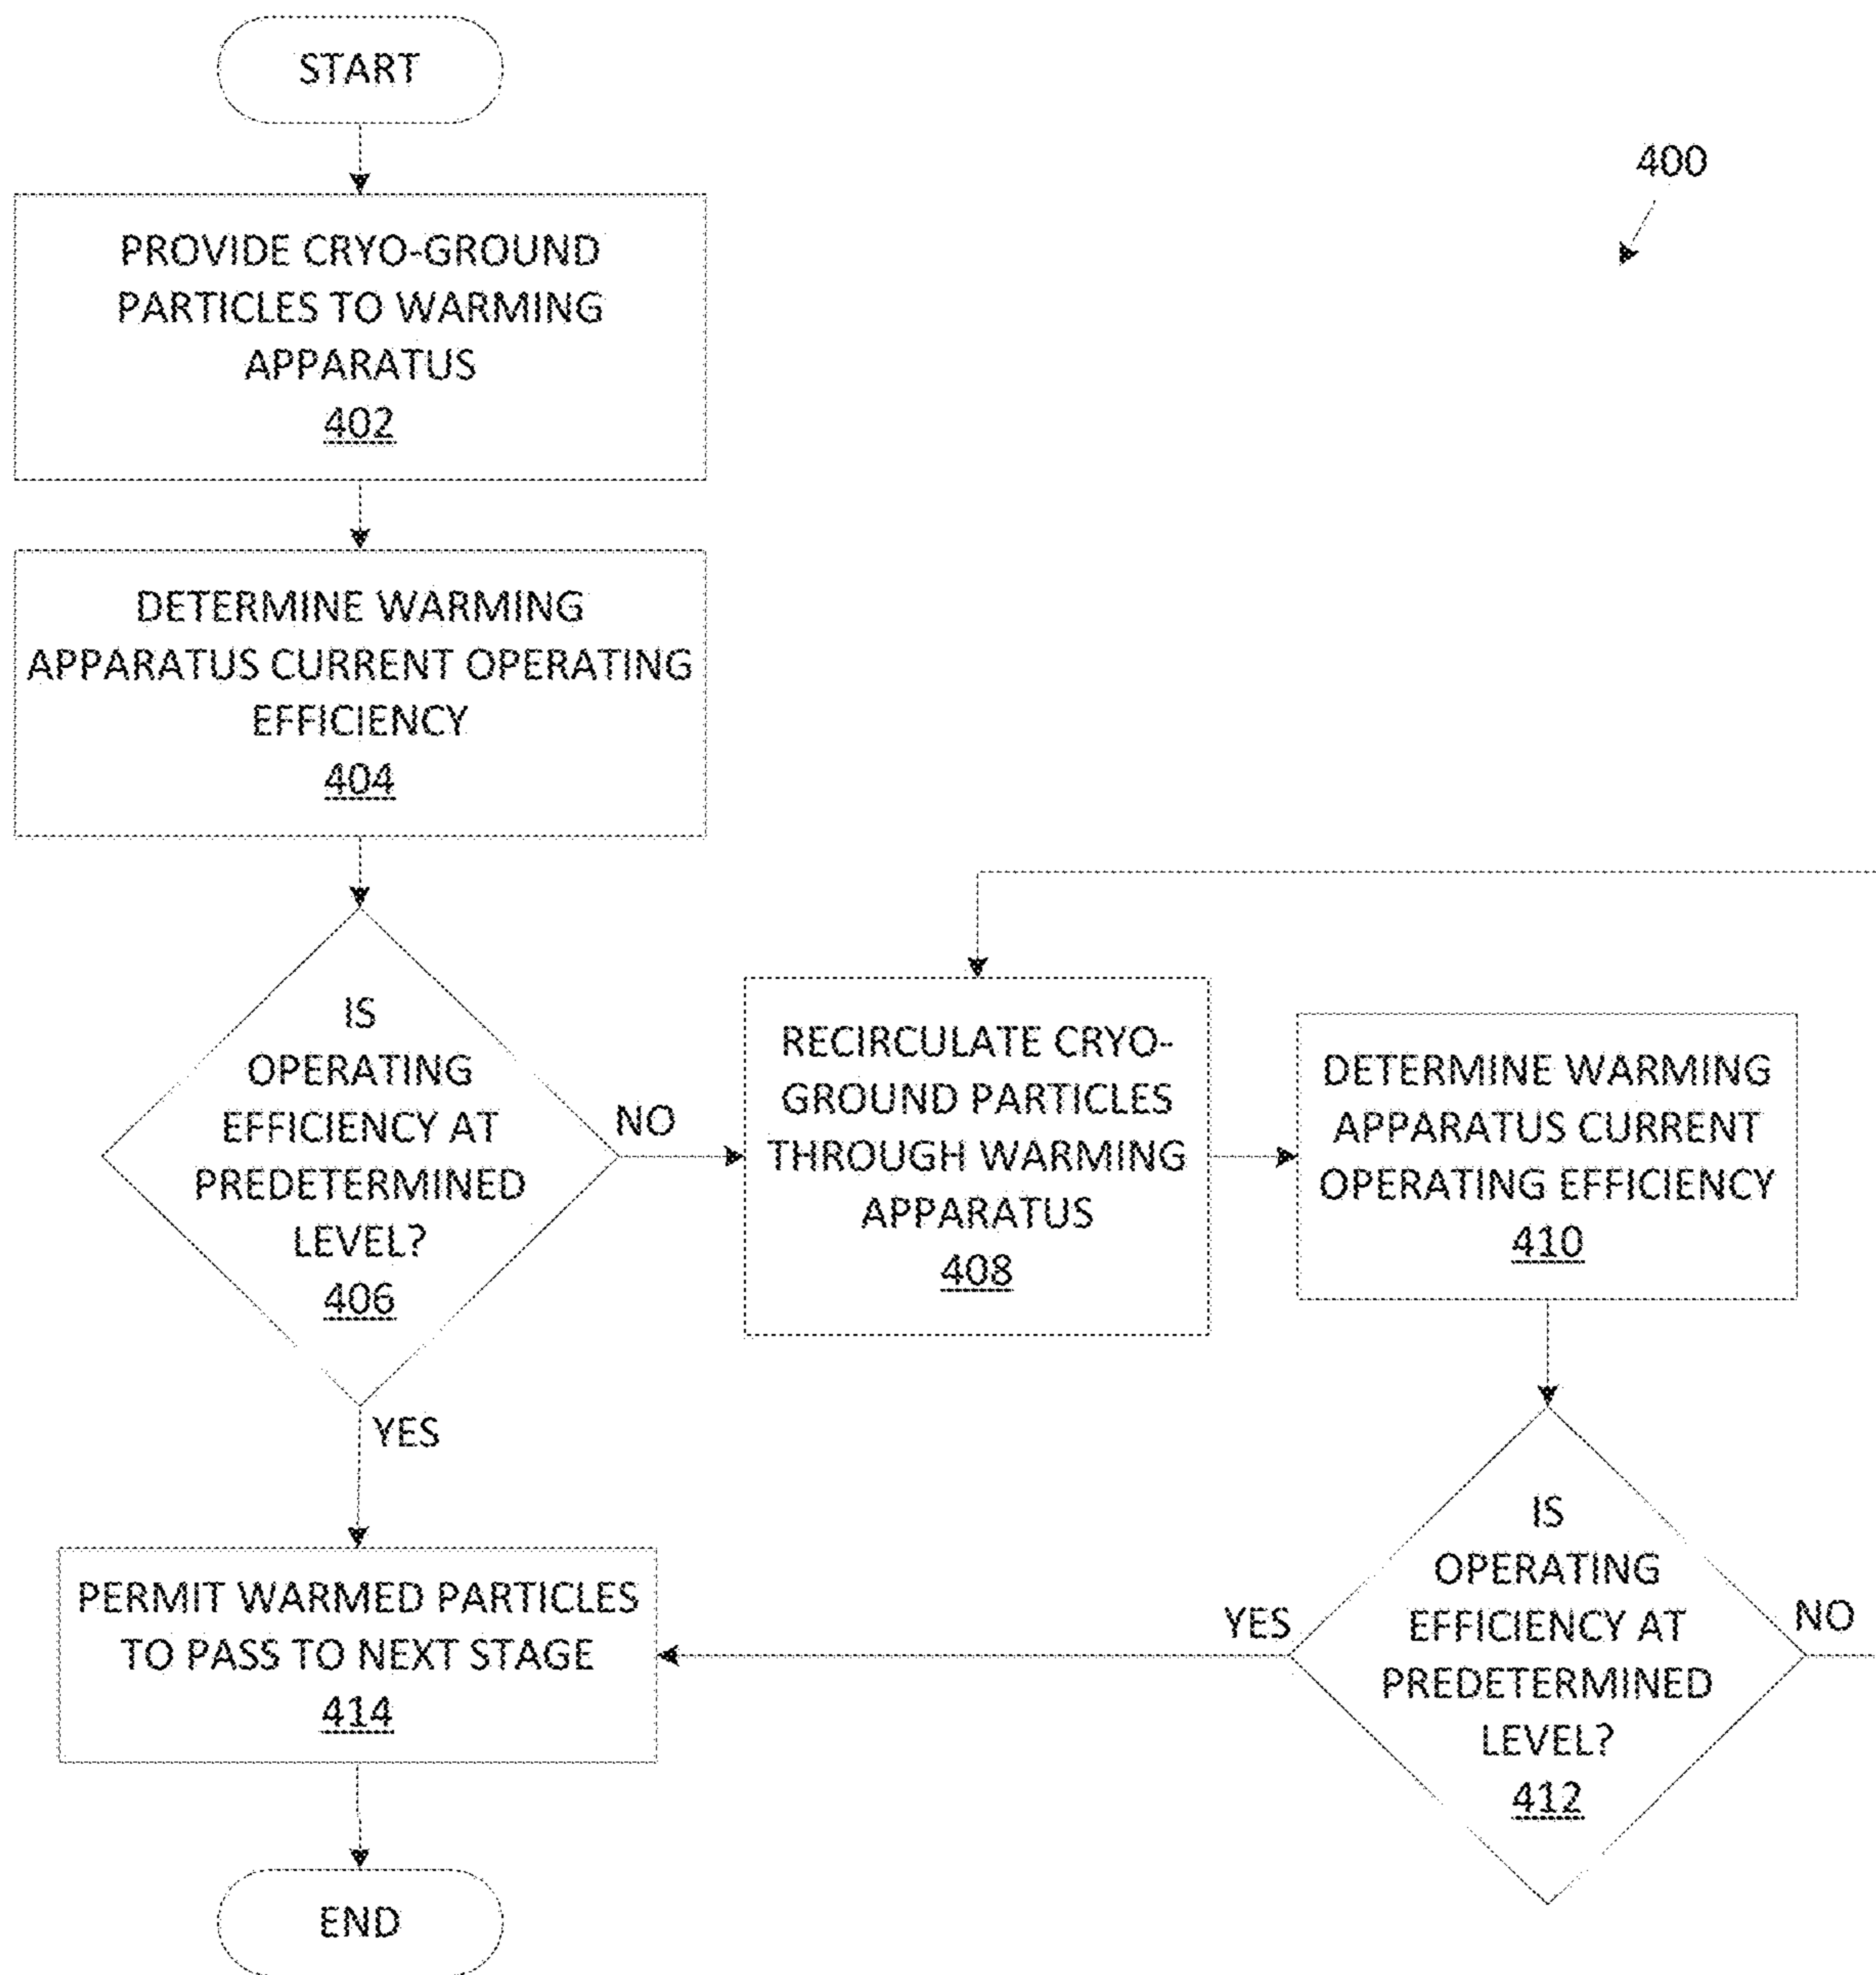 START
400
PROVIDE CRYO-GROUND
PARTICLES TO WARMING
APPARATUS
402
DETERMINE WARMING
APPARATUS CURRENT OPERATING
EFFICIENCY
404
IS
OPERATING
EFFICIENCY AT
PREDETERMINED
LEVEL?
406
NO
YES
RECIRCULATE CRYO-
GROUND PARTICLES
THROUGH WARMING
APPARATUS
408
DETERMINE WARMING
APPARATUS CURRENT
OPERATING EFFICIENCY
410
IS
OPERATING
EFFICIENCY AT
PREDETERMINED
LEVEL?
412
YES
NO
PERMIT WARMED PARTICLES
TO PASS TO NEXT STAGE
414
END